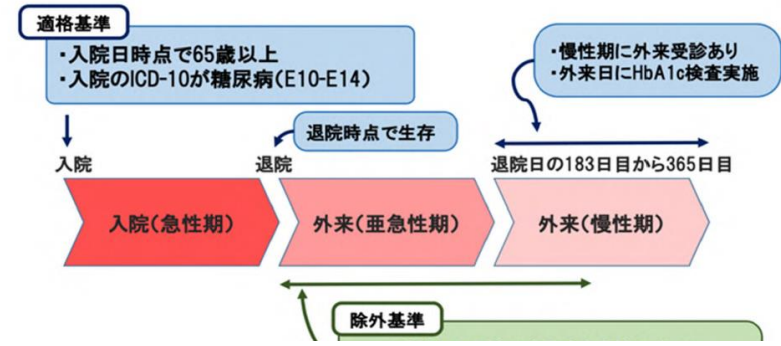 適格基準
・入院日時点で65歳以上
・入院のICD-10が糖尿病(E10-E14)
・慢性期に外来受診あり
・外来日にHbA1c検査実施
退院時点で生存
入院
退院
退院日の183日目から365日目
入院(急性期)
外来(亜急性期)
外来(慢性期)
除外基準